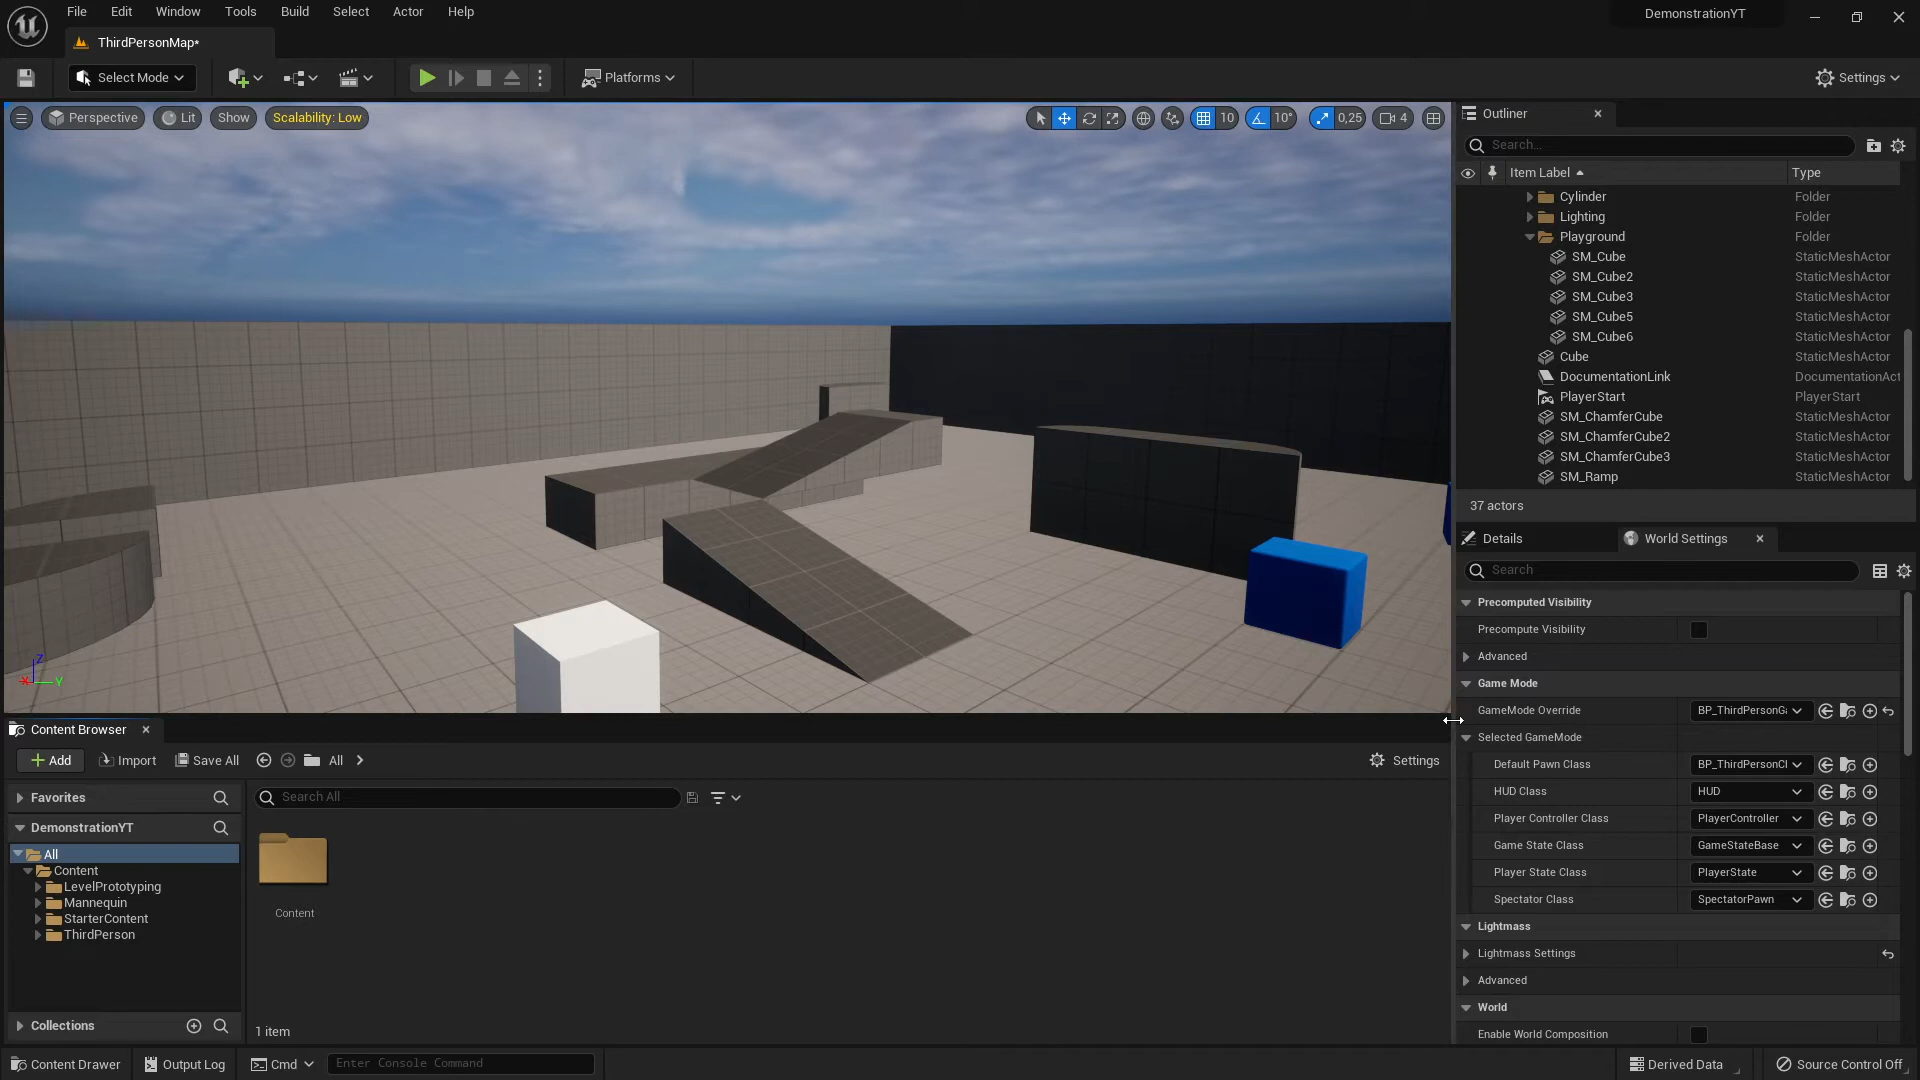 File Edit Window Tools Build Select Actor Help
DemonstrationYT
ThirdPersonMap*
Select Mode
Platforms
Settings
Perspective Lit Show Scalability: Low
10 10° 0,25 4
Outliner
Search...
Item Label Type
Cylinder Folder
Lighting Folder
Playground Folder
SM_Cube StaticMeshActor
SM_Cube2 StaticMeshActor
SM_Cube3 StaticMeshActor
SM_Cube5 StaticMeshActor
SM_Cube6 StaticMeshActor
Cube StaticMeshActor
DocumentationLink DocumentationAct
PlayerStart PlayerStart
SM_ChamferCube StaticMeshActor
SM_ChamferCube2 StaticMeshActor
SM_ChamferCube3 StaticMeshActor
SM_Ramp StaticMeshActor
37 actors
Details World Settings
Search
Precomputed Visibility
Precompute Visibility
Advanced
Game Mode
GameMode Override BP_ThirdPersonGa
Selected GameMode
Default Pawn Class BP_ThirdPersonCl
HUD Class HUD
Player Controller Class PlayerController
Game State Class GameStateBase
Player State Class PlayerState
Spectator Class SpectatorPawn
Lightmass
Lightmass Settings
Advanced
World
Enable World Composition
Z
X Y
Content Browser
Add Import Save All All
Settings
Favorites
Search All
DemonstrationYT
All
Content
LevelPrototyping
Mannequin
StarterContent
ThirdPerson
Content
Collections
1 item
Content Drawer Output Log Cmd Enter Console Command
Derived Data Source Control Off